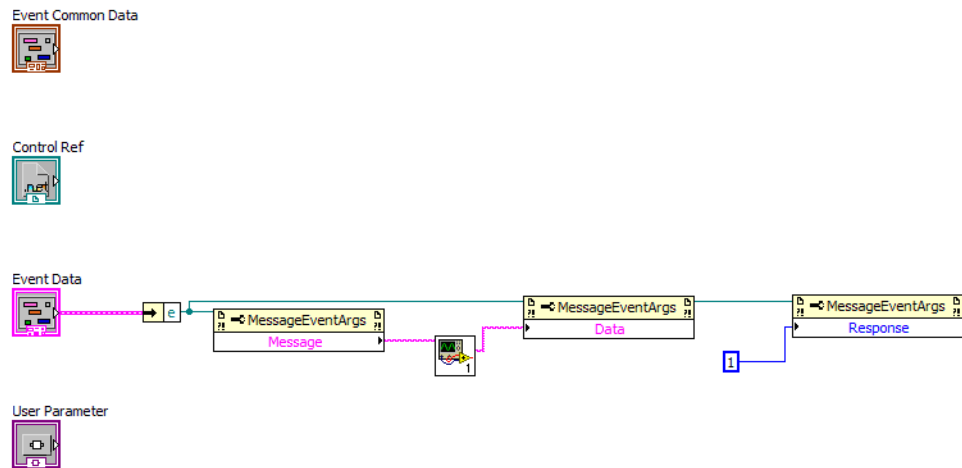 Event Common Data
Control Ref
.net
Event Data
e
MessageEventArgs
Message
1
MessageEventArgs
Data
1
MessageEventArgs
Response
User Parameter